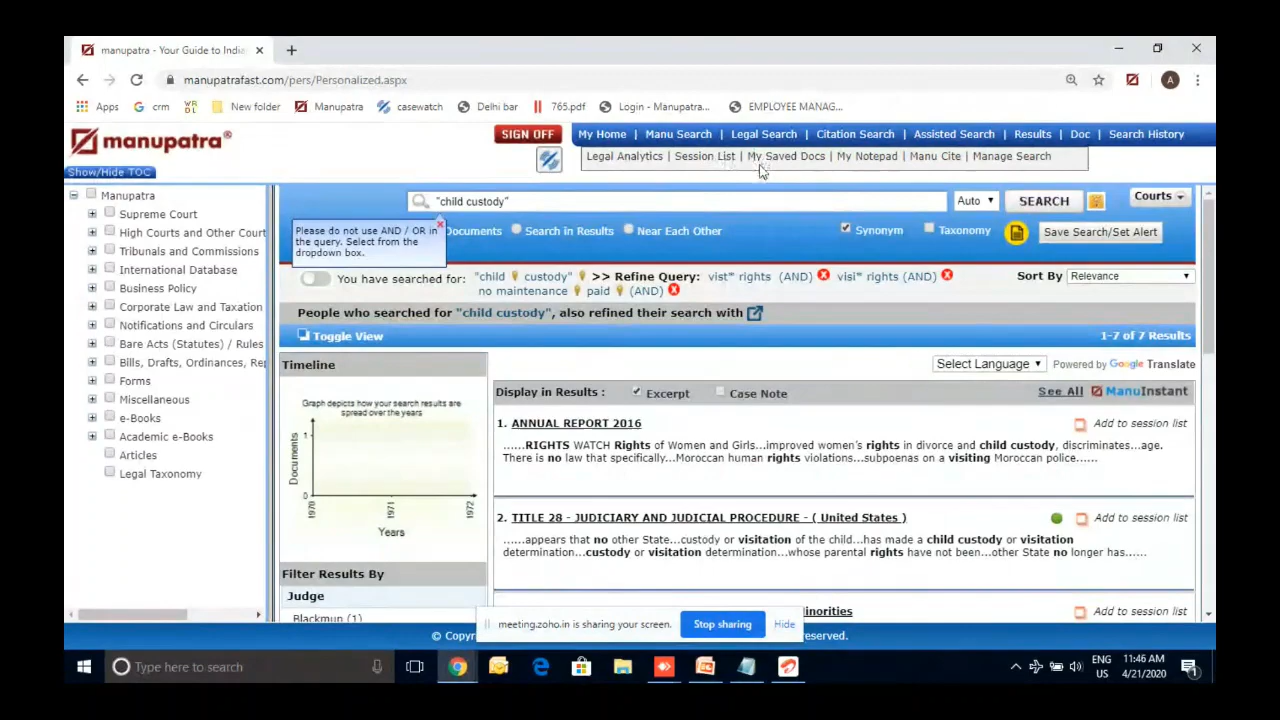 manupatra - Your Guide to India
manupatrafast.com/pers/Personalized.aspx
Apps
crm
New folder
Manupatra
casewatch
Delhi bar
765.pdf
Login - Manupatra...
EMPLOYEE MANAG...
manupatra®
SIGN OFF
My Home | Manu Search | Legal Search | Citation Search | Assisted Search | Results | Doc | Search History
Legal Analytics | Session List | My Saved Docs | My Notepad | Manu Cite | Manage Search
Show/Hide TOC
Manupatra
Supreme Court
High Courts and Other Court
Tribunals and Commissions
International Database
Business Policy
Corporate Law and Taxation
Notifications and Circulars
Bare Acts (Statutes) / Rules
Bills, Drafts, Ordinances, Rep
Forms
Miscellaneous
e-Books
Academic e-Books
Articles
Legal Taxonomy
"child custody"
Auto
SEARCH
Courts
Please do not use AND / OR in
the query. Select from the
dropdown box.
Documents
Search in Results
Near Each Other
Synonym
Taxonomy
Save Search/Set Alert
You have searched for: "child custody" >> Refine Query: vist* rights (AND) visi* rights (AND)
no maintenance paid (AND)
Sort By Relevance
People who searched for "child custody", also refined their search with
Toggle View
1-7 of 7 Results
Timeline
Graph depicts how your search results are
spread over the years
Documents
1
0
1970
1971
1972
Years
Filter Results By
Judge
Blackmun (1)
Select Language
Powered by Google Translate
Display in Results : Excerpt Case Note
See All ManuInstant
1. ANNUAL REPORT 2016
Add to session list
......RIGHTS WATCH Rights of Women and Girls...improved women's rights in divorce and child custody, discriminates...age.
There is no law that specifically...Moroccan human rights violations...subpoenas on a visiting Moroccan police......
2. TITLE 28 - JUDICIARY AND JUDICIAL PROCEDURE - ( United States )
Add to session list
......appears that no other State...custody or visitation of the child...has made a child custody or visitation
determination...custody or visitation determination...whose parental rights have not been...other State no longer has......
inorities
Add to session list
meeting.zoho.in is sharing your screen.
Stop sharing
Hide
© Copyr
reserved.
Type here to search
ENG
US
11:46 AM
4/21/2020